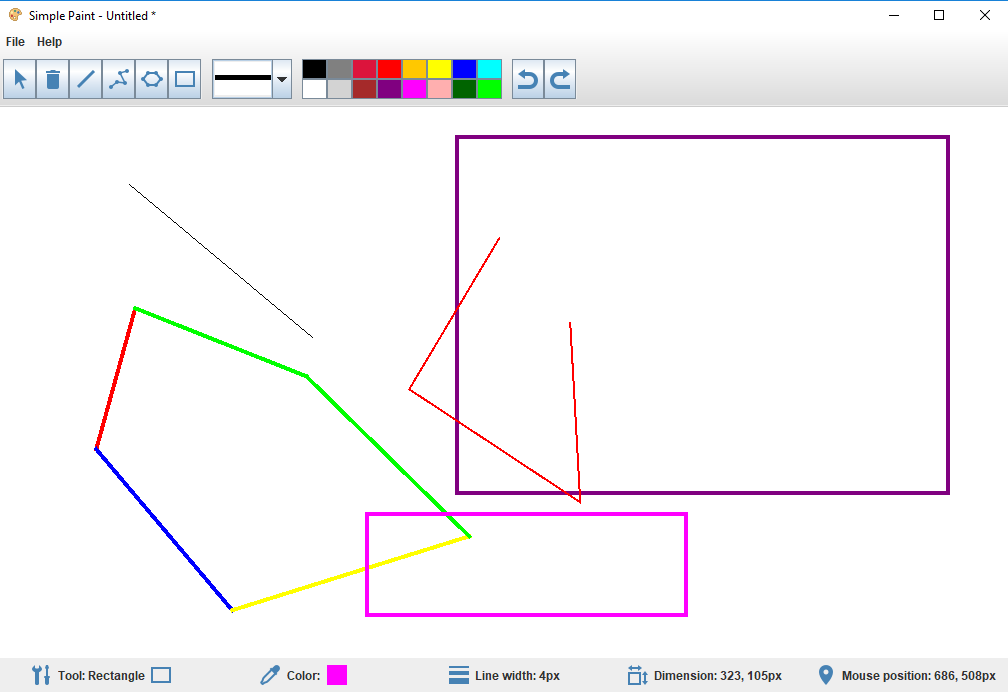 Simple Paint - Untitled *
File Help
Tool: Rectangle Color: Line width: 4px Dimension: 323, 105px Mouse position: 686, 508px